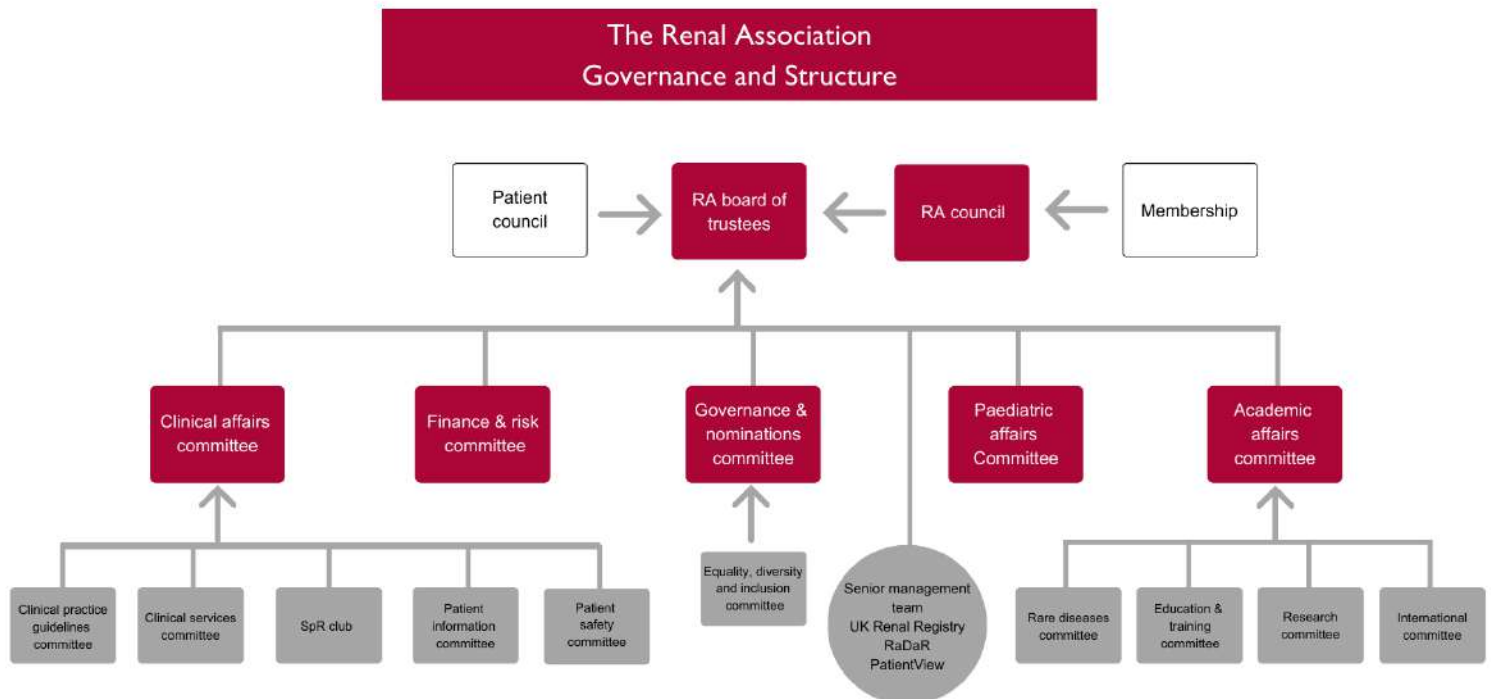 The Renal Association
Governance and Structure
Patient
council
RA board of
trustees
RA council
Membership
Clinical affairs
committee
Finance & risk
committee
Governance &
nominations
committee
Paediatric
affairs
Committee
Academic
affairs
committee
Clinical practice
guidelines
committee
Clinical services
committee
SpR club
Patient
information
committee
Patient
safety
committee
Equality, diversity
and inclusion
committee
Senior management
team
UK Renal Registry
RaDaR
PatientView
Rare diseases
committee
Education &
training
committee
Research
committee
International
committee